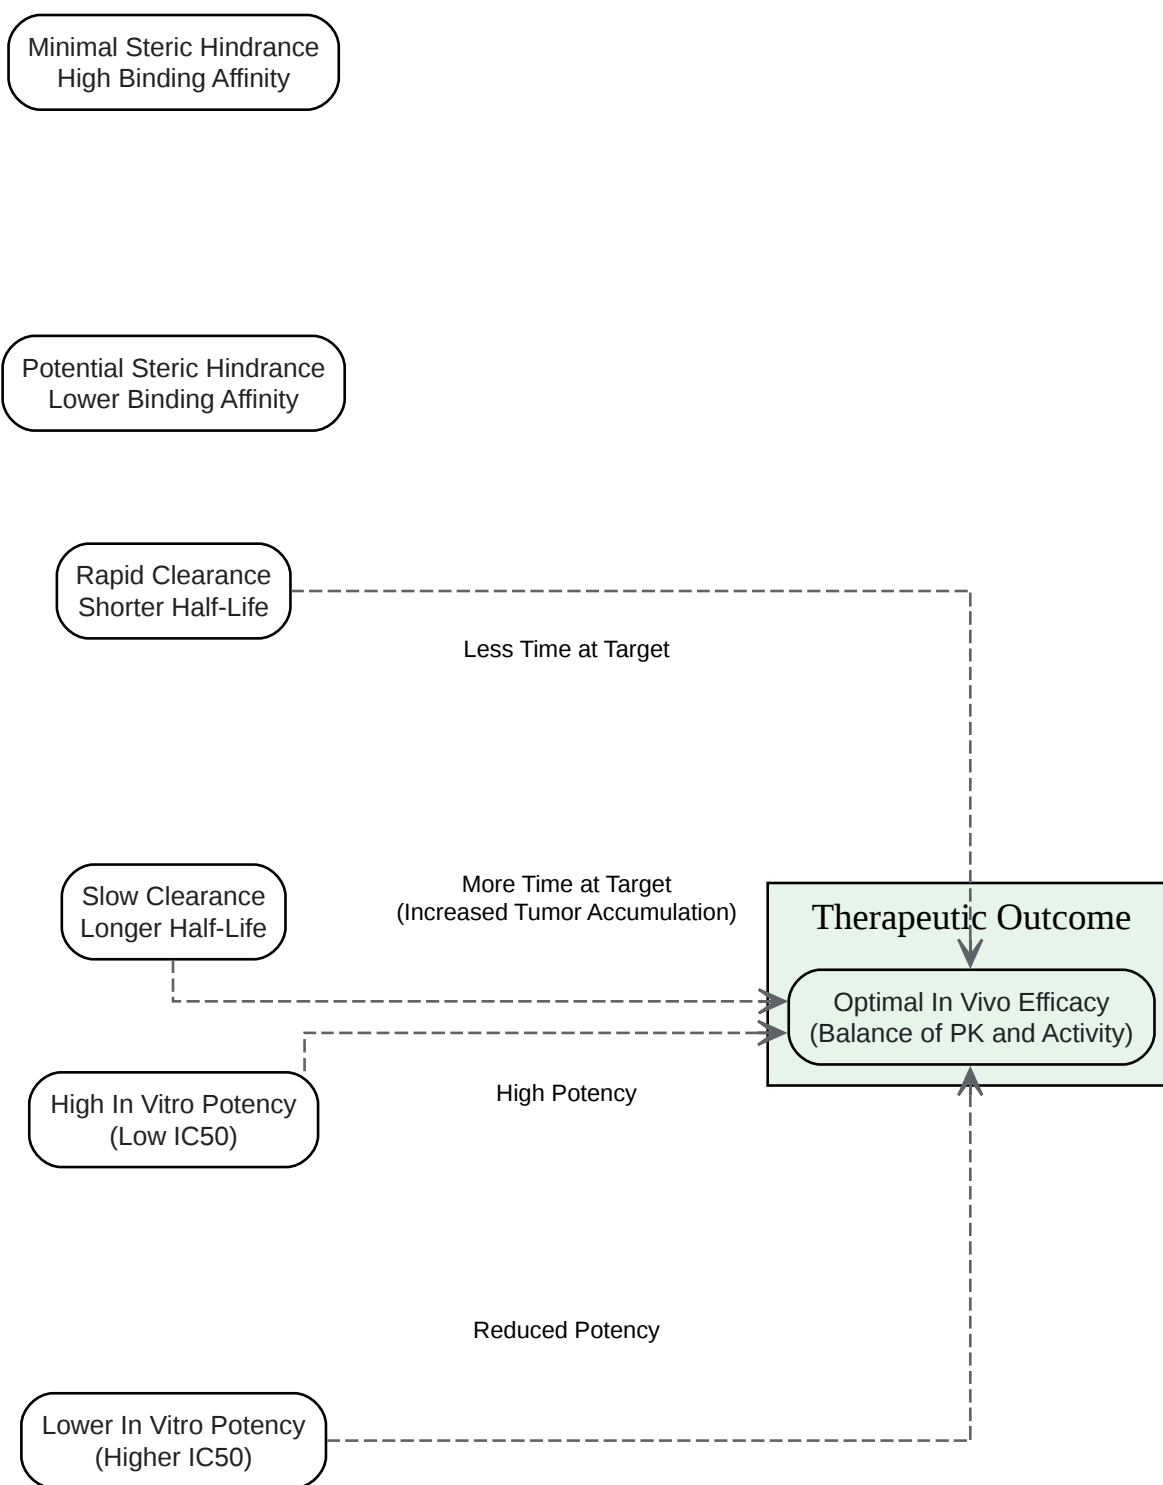 Minimal Steric Hindrance
High Binding Affinity
Potential Steric Hindrance
Lower Binding Affinity
Rapid Clearance
Shorter Half-Life
Less Time at Target
Slow Clearance
Longer Half-Life
More Time at Target
(Increased Tumor Accumulation)
Therapeutic Outcome
Optimal In Vivo Efficacy
(Balance of PK and Activity)
High In Vitro Potency
(Low IC50)
High Potency
Reduced Potency
Lower In Vitro Potency
(Higher IC50)